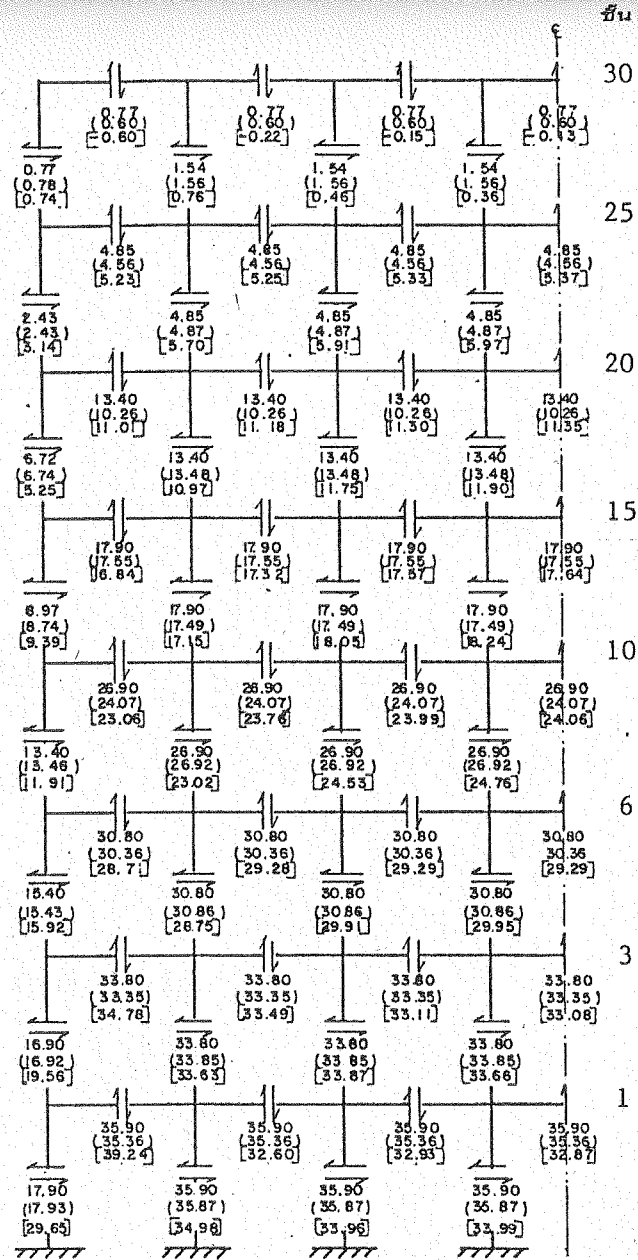 ชั้น
℄
30
0.77 0.77 0.77 0.77
(0.60) (0.60) (0.60) (0.60)
[-0.60] [-0.22] [-0.15] [-0.13]
0.77 1.54 1.54 1.54
(0.78) (1.56) (1.56) (1.56)
[0.74] [0.76] [0.46] [0.36]
25
4.85 4.85 4.85 4.85
(4.56) (4.56) (4.56) (4.56)
[5.23] [5.25] [5.33] [5.37]
2.43 4.85 4.85 4.85
(2.43) (4.87) (4.87) (4.87)
[3.14] [5.70] [5.91] [5.97]
20
13.40 13.40 13.40 13.40
(10.26) (10.26) (10.26) (10.26)
[11.01] [11.18] [11.30] [11.35]
6.72 13.40 13.40 13.40
(6.74) (13.48) (13.48) (13.48)
[5.25] [10.97] [11.75] [11.90]
15
17.90 17.90 17.90 17.90
(17.55) (17.55) (17.55) (17.55)
[6.84] [17.32] [17.57] [17.64]
8.97 17.90 17.90 17.90
(8.74) (17.49) (17.49) (17.49)
[9.39] [17.15] [18.05] [18.24]
10
26.90 26.90 26.90 26.90
(24.07) (24.07) (24.07) (24.07)
[23.06] [23.76] [23.99] [24.06]
13.40 26.90 26.90 26.90
(13.46) (26.92) (26.92) (26.92)
[11.91] [23.02] [24.53] [24.76]
6
30.80 30.80 30.80 30.80
(30.36) (30.36) (30.36) 30.36
[28.71] [29.28] [29.29] [29.29]
15.40 30.80 30.80 30.80
(15.43) (30.86) (30.86) (30.86)
[15.92] [28.75] [29.91] [29.95]
3
33.80 33.80 33.80 33.80
(33.35) (33.35) (33.35) (33.35)
[34.78] [33.49] [33.11] [33.08]
16.90 33.80 33.80 33.80
(16.92) (33.85) (33.85) (33.85)
[19.56] [33.63] [33.87] [33.66]
1
35.90 35.90 35.90 35.90
(35.36) (35.36) (35.36) (35.36)
[39.24] [32.60] [32.93] [32.87]
17.90 35.90 35.90 35.90
(17.93) (35.87) (35.87) (35.87)
[29.65] [34.98] [33.96] [33.99]